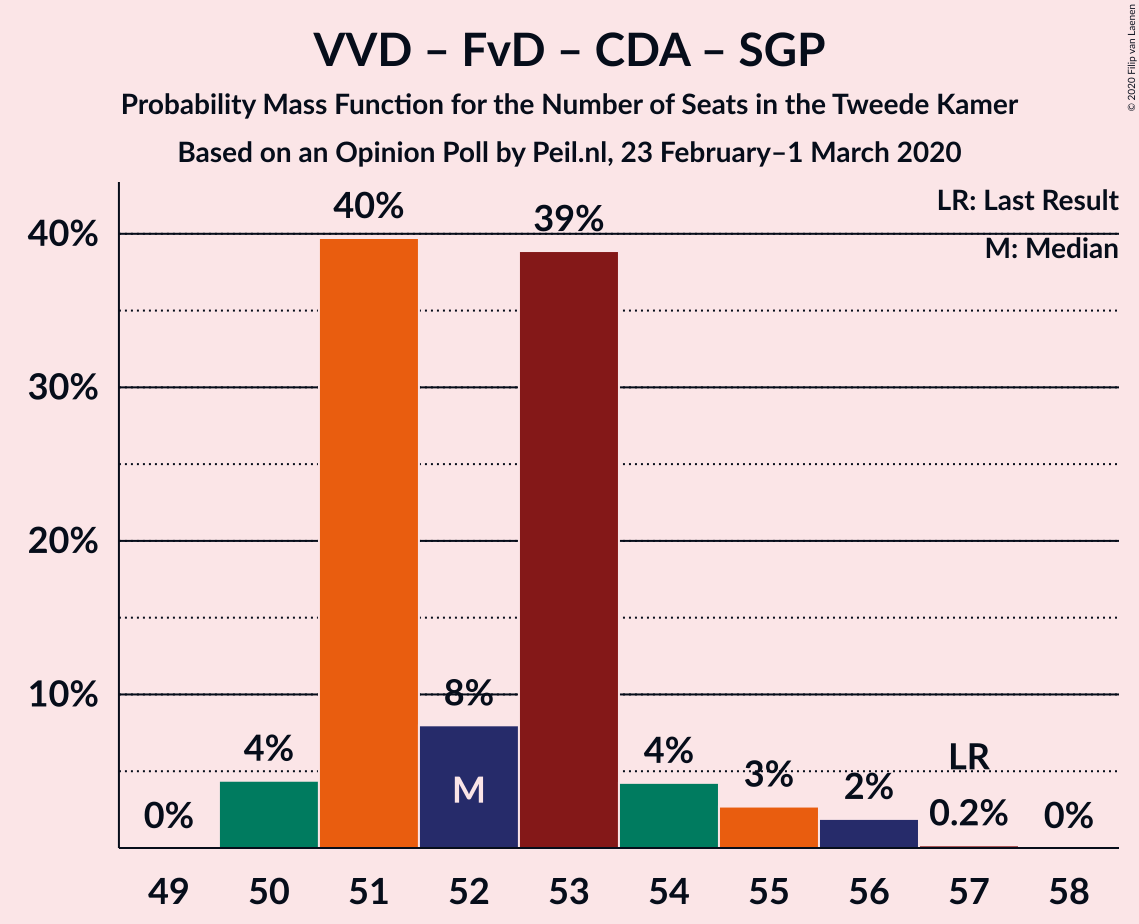 VVD – FvD – CDA – SGP
Probability Mass Function for the Number of Seats in the Tweede Kamer
Based on an Opinion Poll by Peil.nl, 23 February–1 March 2020
© 2020 Filip van Laenen
LR: Last Result
M: Median
40%
30%
20%
10%
0%
4%
40%
8%
M
39%
4%
3%
2%
LR
0.2%
0%
49 50 51 52 53 54 55 56 57 58